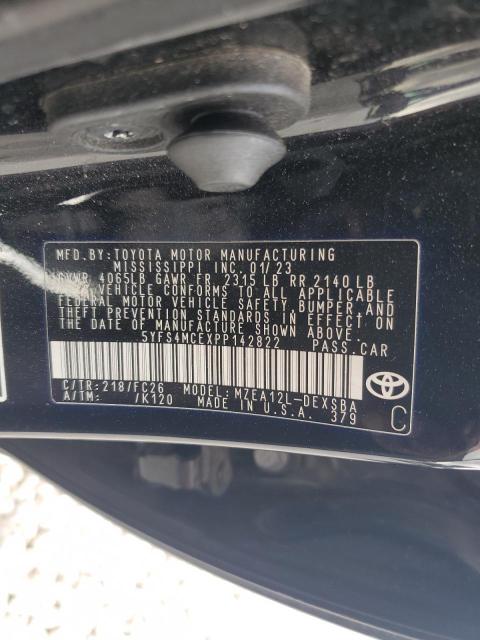 MFD.BY:TOYOTA MOTOR MANUFACTURING
MISSISSIPPI INC. 01/23
GVWR 4065LB GAWR FR 2315 LB RR 2140 LB
VEHICLE CONFORMS TO ALL APPLICABLE
FEDERAL MOTOR VEHICLE SAFETY, BUMPER, AND
THEFT PREVENTION STANDARDS IN EFFECT ON
THE DATE OF MANUFACTURE SHOWN ABOVE.
5YFS4MCEXPP142822 PASS.CAR
C/TR:218/FC26 MODEL:MZEA12L-DEXSBA
A/TM: /K120 MADE IN U.S.A. 379
C